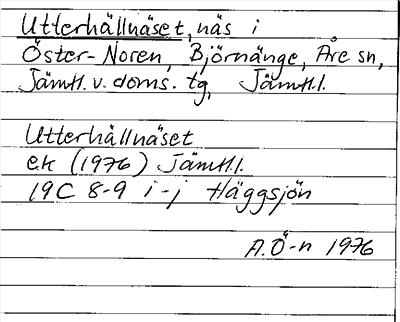 Utterhällnäset, näs i
Öster-Noren, Björnänge, Åre sn,
Jämtl. v. doms. tg, Jämtl.l.
Utterhällnäset
ek (1976) Jämtl.l.
19C 8-9 i-j Häggsjön
A.Ö-n 1976